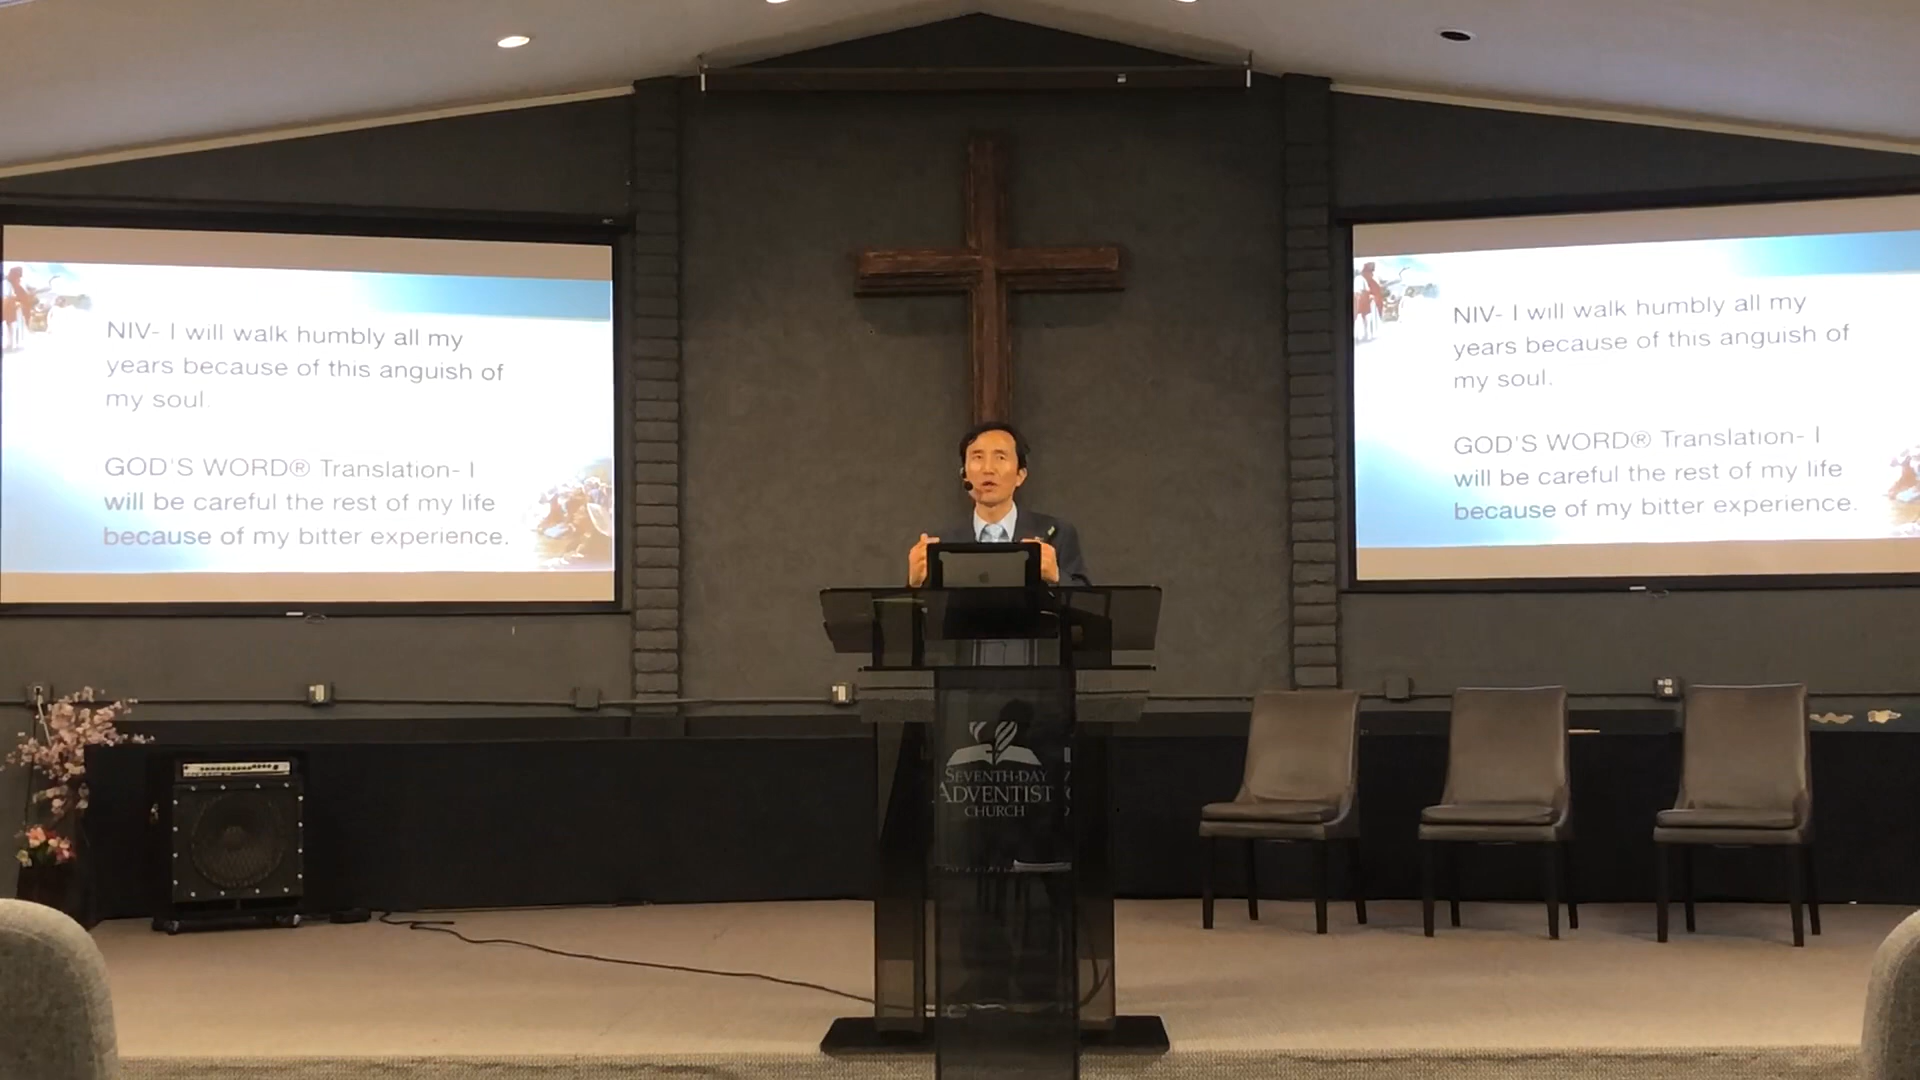 NIV- I will walk humbly all my
years because of this anguish of
my soul.
GOD'S WORD® Translation- I
will be careful the rest of my life
because of my bitter experience.
NIV- I will walk humbly all my
years because of this anguish of
my soul.
GOD'S WORD® Translation- I
will be careful the rest of my life
because of my bitter experience.
SEVENTH-DAY
ADVENTIST
CHURCH